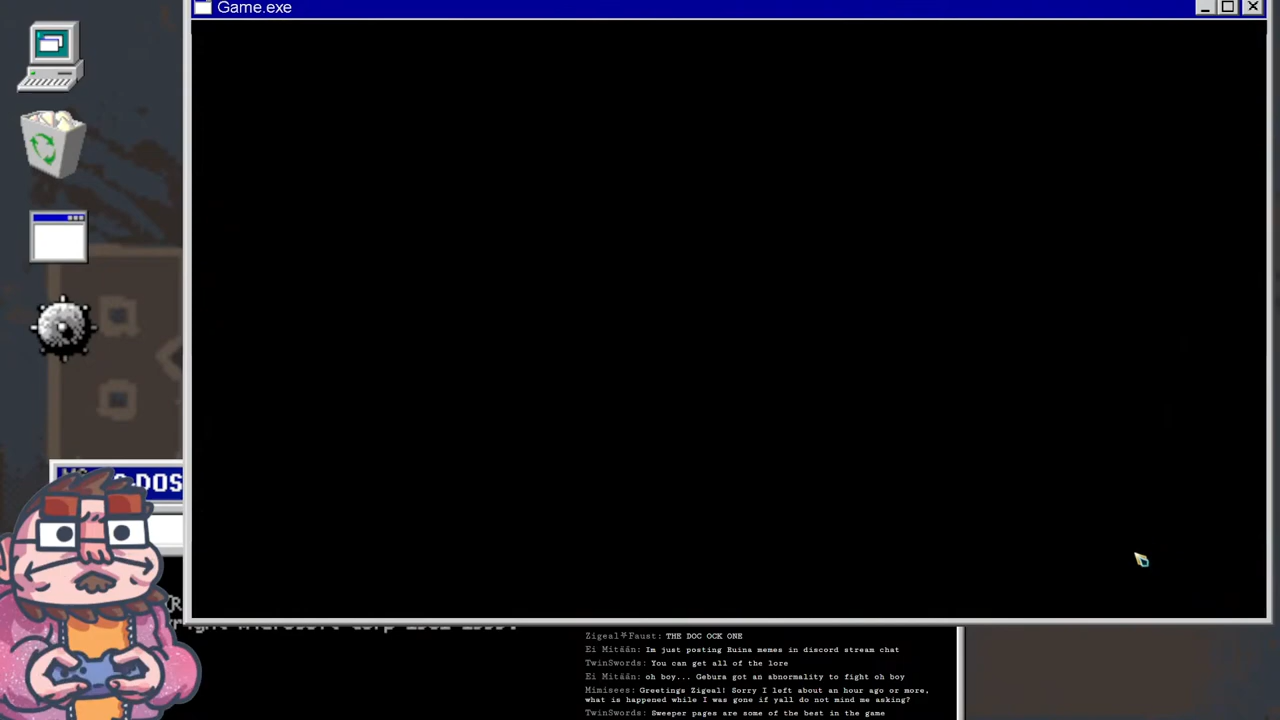 Game.exe
DOS
Zigeal⛧Faust: THE DOC OCK ONE
Ei Mitään: Im just posting Ruina memes in discord stream chat
TwinSwords: You can get all of the lore
Ei Mitään: oh boy... Gebura got an abnormality to fight oh boy
Mimisees: Greetings Zigeal! Sorry I left about an hour ago or more,
what is happened while I was gone if yall do not mind me asking?
TwinSwords: Sweeper pages are some of the best in the game